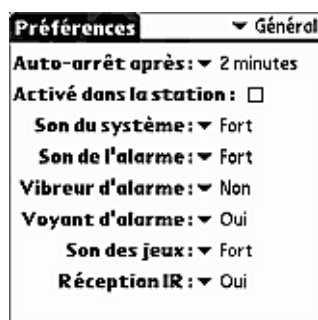 Préférences Général
Auto-arrêt après: 2 minutes
Activé dans la station:
Son du système: Fort
Son de l'alarme: Fort
Vibreur d'alarme: Non
Voyant d'alarme: Oui
Son des jeux: Fort
Réception IR: Oui